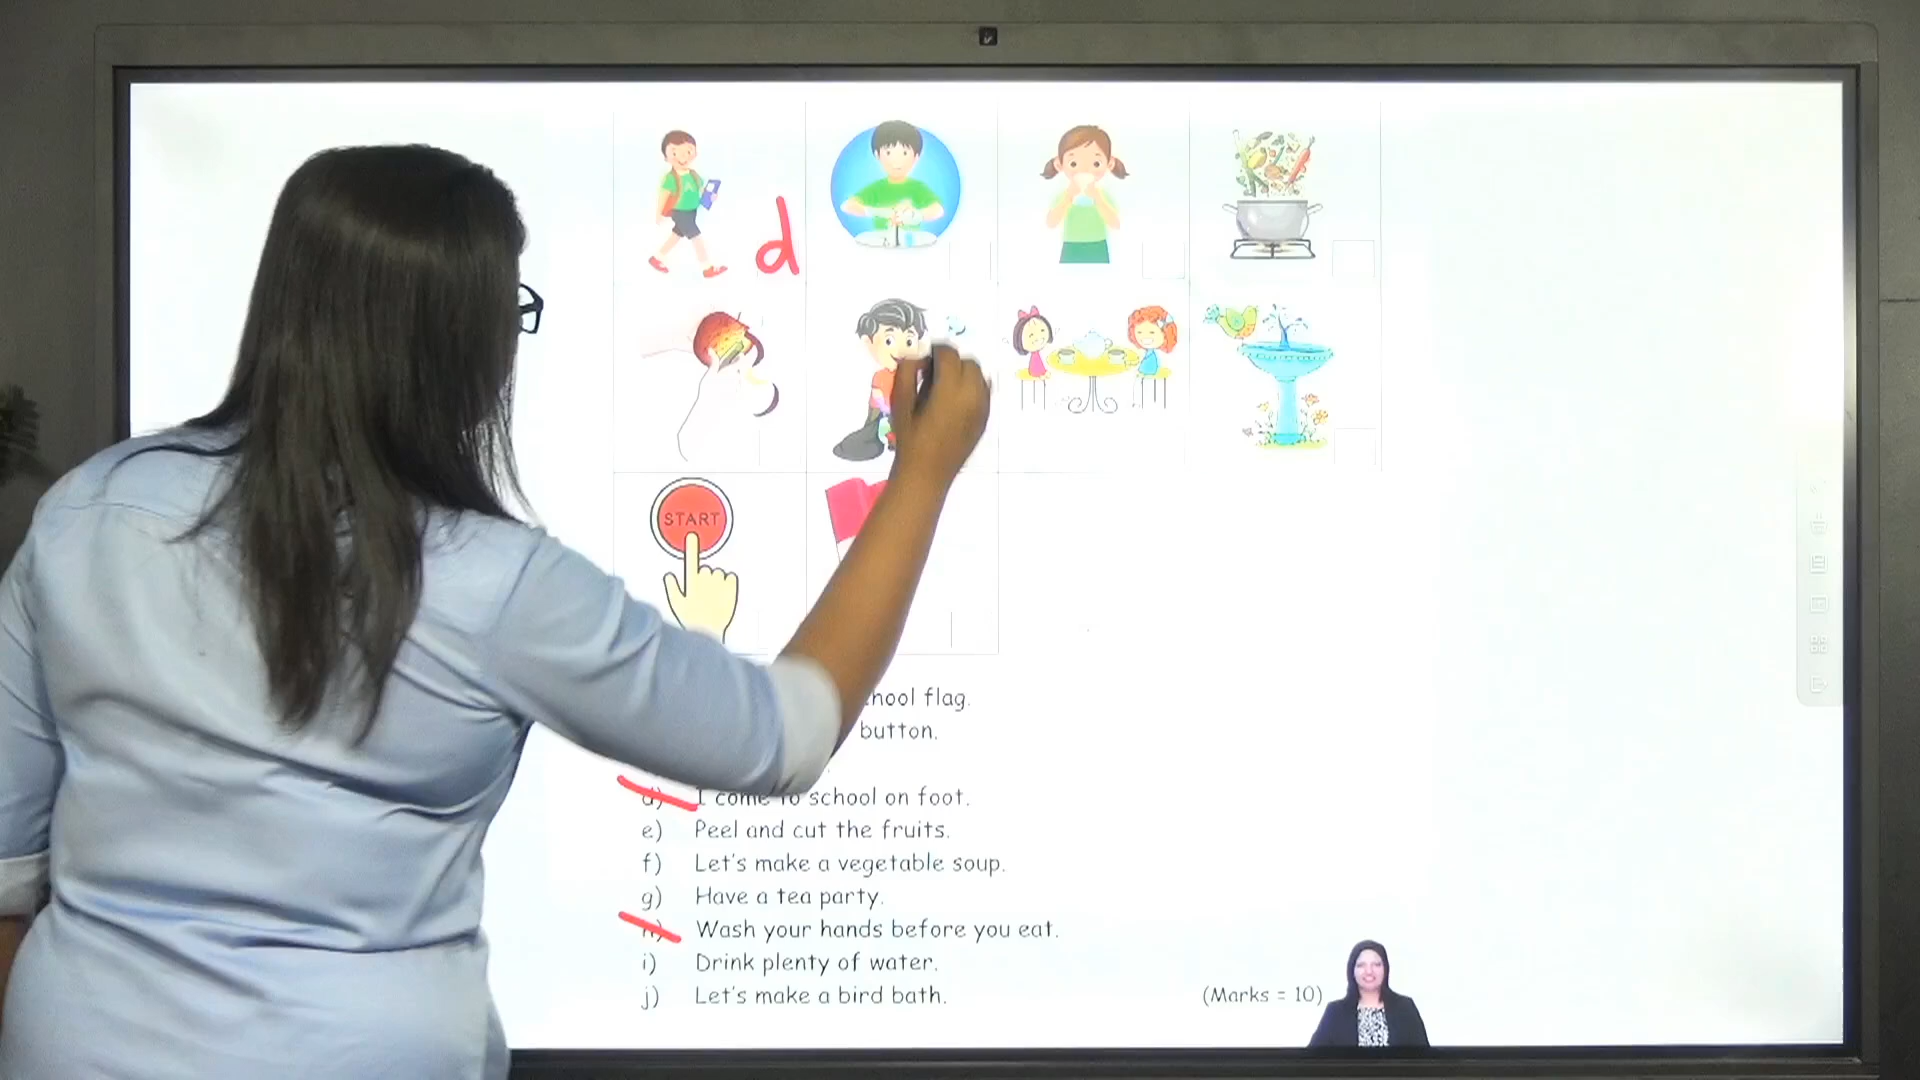 d
START
hool flag.
button.
d) I come to school on foot.
e) Peel and cut the fruits.
f) Let's make a vegetable soup.
g) Have a tea party.
h) Wash your hands before you eat.
i) Drink plenty of water.
j) Let's make a bird bath.
(Marks = 10)